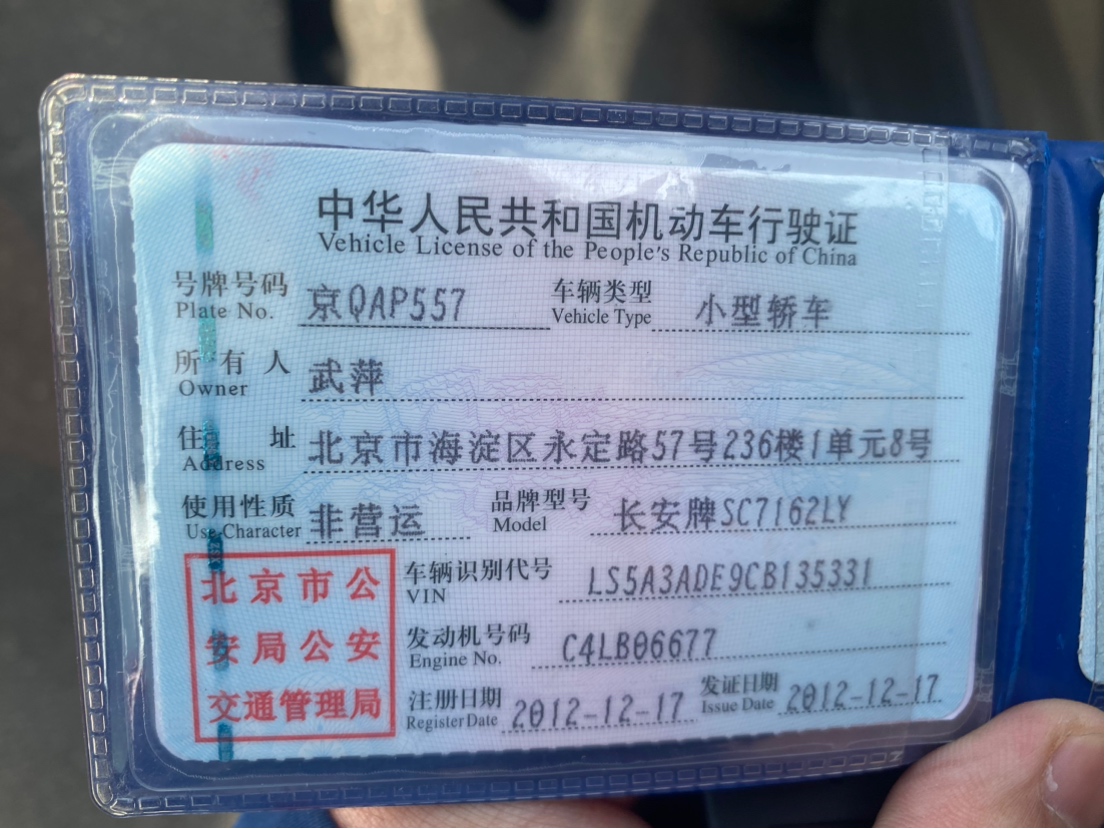 中华人民共和国机动车行驶证
Vehicle License of the People's Republic of China
号牌号码 京QAP557 车辆类型 小型轿车
Plate No. Vehicle Type
所有人 武萍
Owner
住址 北京市海淀区永定路57号236楼1单元8号
Address
使用性质 非营运 品牌型号 长安牌SC7162LY
Use Character Model
车辆识别代号 LS5A3ADE9CB135331
VIN
发动机号码 C4LB06677
Engine No.
注册日期 2012-12-17 发证日期 2012-12-17
Register Date Issue Date
北京市公
安局公安
交通管理局